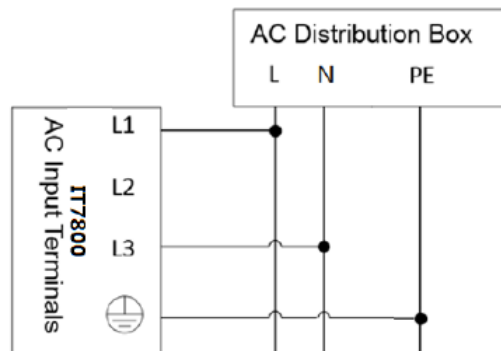 AC Distribution Box
L N PE
AC Input Terminals
IT7800
L1
L2
L3